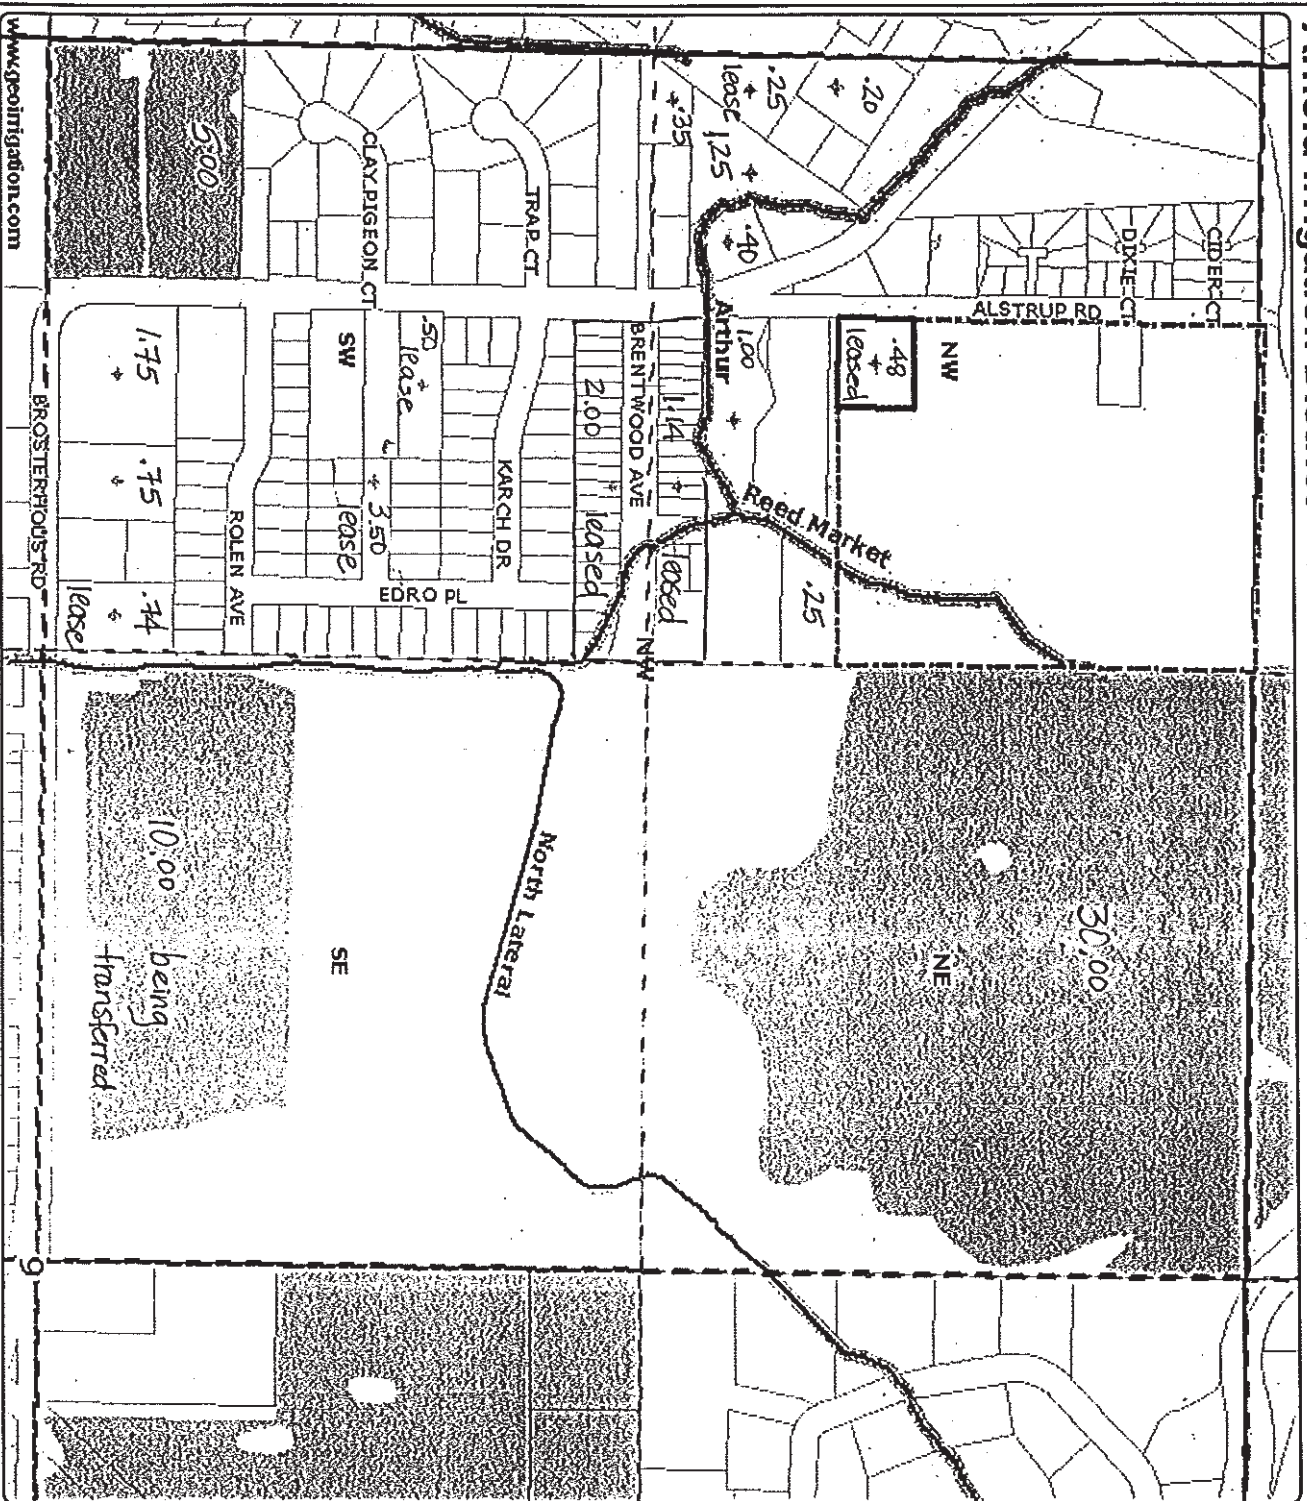 www.geoirrigation.com
.20
.25
lease
.35
1.25
.40
5.00
CLAY PIGEON CT
TRAP CT
CIDER CT
DIXIE CT
ALSTRUP RD
Arthur
1.00
.48
leased
NW
1.75
SW
.50
lease
BRENTWOOD AVE
2.00
leased
1.14
leased
BROSTERHOUS RD
.75
ROLEN AVE
3.50
lease
KARCH DR
Reed Market
.25
.74
lease
EDRO PL
NW
North Lateral
10.00 being
transferred
SE
30.00
NE
9